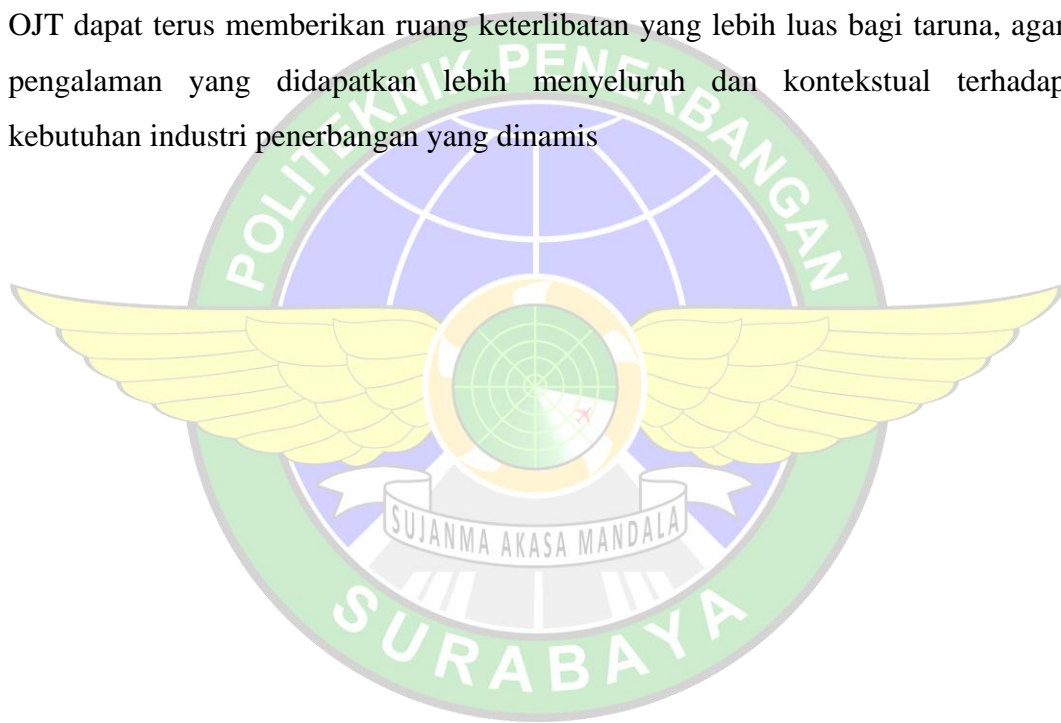 OJT dapat terus memberikan ruang keterlibatan yang lebih luas bagi taruna, agar
pengalaman yang didapatkan lebih menyeluruh dan kontekstual terhadap
kebutuhan industri penerbangan yang dinamis
POLITEKNIK PENERBANGAN
SUJANMA AKASA MANDALA
SURABAYA